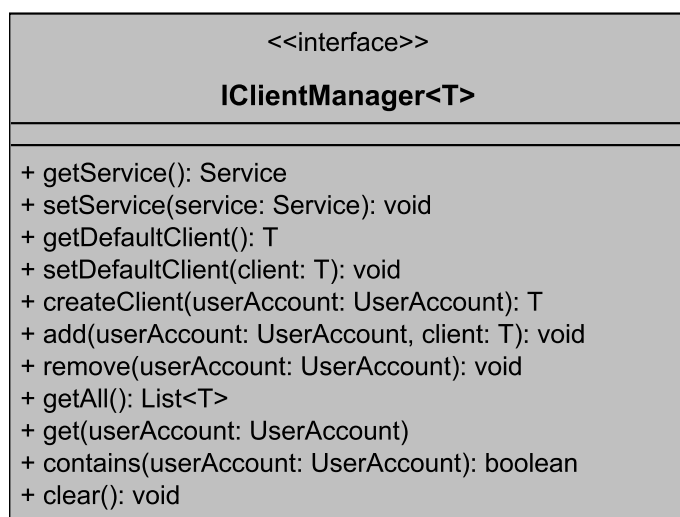 <<interface>>
IClientManager<T>
+ getService(): Service
+ setService(service: Service): void
+ getDefaultClient(): T
+ setDefaultClient(client: T): void
+ createClient(userAccount: UserAccount): T
+ add(userAccount: UserAccount, client: T): void
+ remove(userAccount: UserAccount): void
+ getAll(): List<T>
+ get(userAccount: UserAccount)
+ contains(userAccount: UserAccount): boolean
+ clear(): void